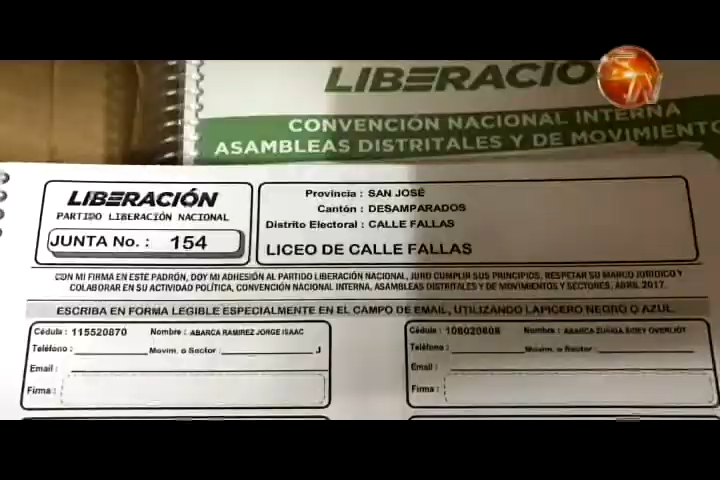 LIBERACIO
CONVENCIÓN NACIONAL INTERNA
ASAMBLEAS DISTRITALES Y DE MOVIMIENTO
LIBERACIÓN
PARTIDO LIBERACIÓN NACIONAL
JUNTA No. : 154
Provincia : SAN JOSÉ
Cantón : DESAMPARADOS
Distrito Electoral : CALLE FALLAS
LICEO DE CALLE FALLAS
CON MI FIRMA EN ESTE PADRÓN, DOY MI ADHESIÓN AL PARTIDO LIBERACIÓN NACIONAL, JURO CUMPLIR SUS PRINCIPIOS, RESPETAR SU MARCO JURÍDICO Y
COLABORAR EN SU ACTIVIDAD POLÍTICA, CONVENCIÓN NACIONAL INTERNA, ASAMBLEAS DISTRITALES Y DE MOVIMIENTOS Y SECTORES, ABRIL 2017.
ESCRIBA EN FORMA LEGIBLE ESPECIALMENTE EN EL CAMPO DE EMAIL, UTILIZANDO LAPICERO NEGRO O AZUL.
Cédula : 115520870 Nombre : ABARCA RAMIREZ JORGE ISAAC
Teléfono : Movim. o Sector : J
Email :
Firma :
Cédula : Nombre : ABARCA ZUÑIGA
Teléfono : Movim. o Sector :
Email :
Firma :